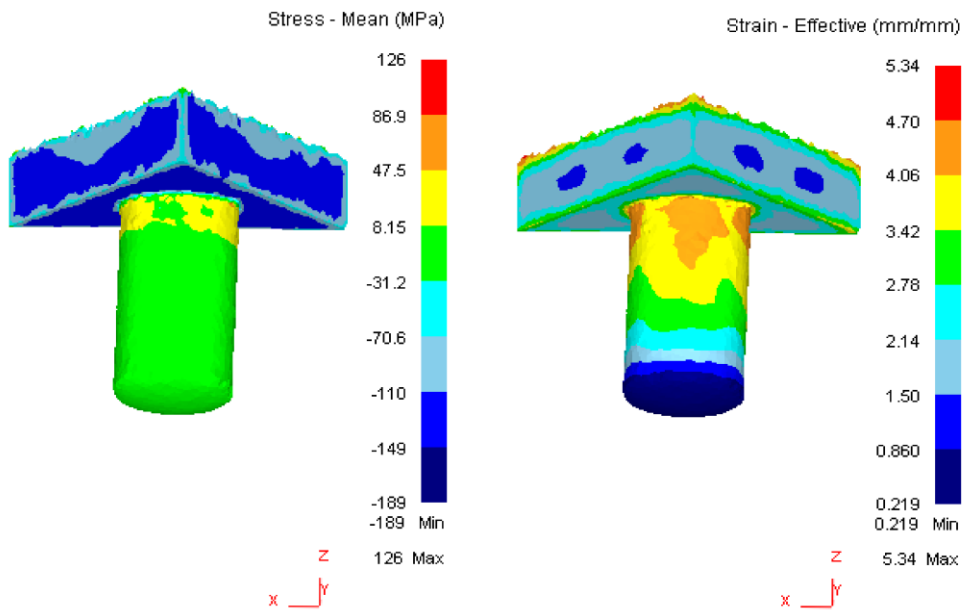 Stress - Mean (MPa)
126
86.9
47.5
8.15
-31.2
-70.6
-110
-149
-189
-189 Min
126 Max
Z
Y
X
Strain - Effective (mm/mm)
5.34
4.70
4.06
3.42
2.78
2.14
1.50
0.860
0.219
0.219 Min
5.34 Max
Z
Y
X